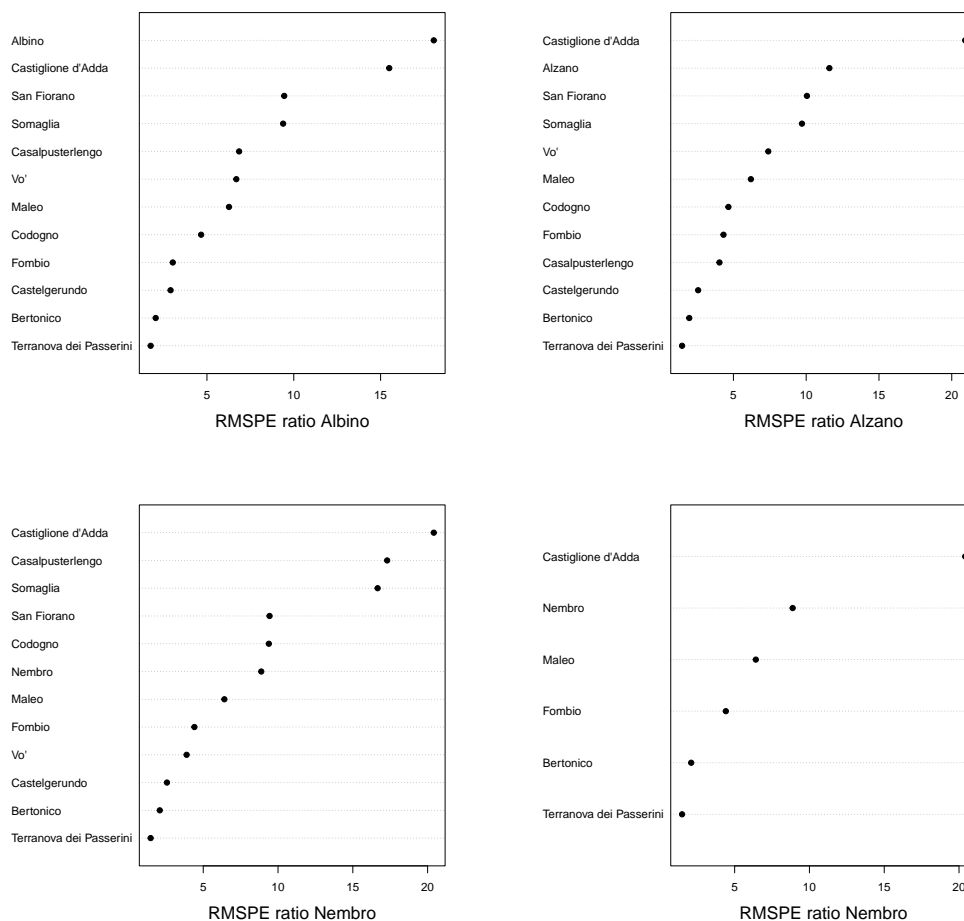 Albino
Castiglione d'Adda
San Fiorano
Somaglia
Casalpusterlengo
Vo'
Maleo
Codogno
Fombio
Castelgerundo
Bertonico
Terranova dei Passerini
5 10 15
RMSPE ratio Albino
Castiglione d'Adda
Alzano
San Fiorano
Somaglia
Vo'
Maleo
Codogno
Fombio
Casalpusterlengo
Castelgerundo
Bertonico
Terranova dei Passerini
5 10 15 20
RMSPE ratio Alzano
Castiglione d'Adda
Casalpusterlengo
Somaglia
San Fiorano
Codogno
Nembro
Maleo
Fombio
Vo'
Castelgerundo
Bertonico
Terranova dei Passerini
5 10 15 20
RMSPE ratio Nembro
Castiglione d'Adda
Nembro
Maleo
Fombio
Bertonico
Terranova dei Passerini
5 10 15 20
RMSPE ratio Nembro